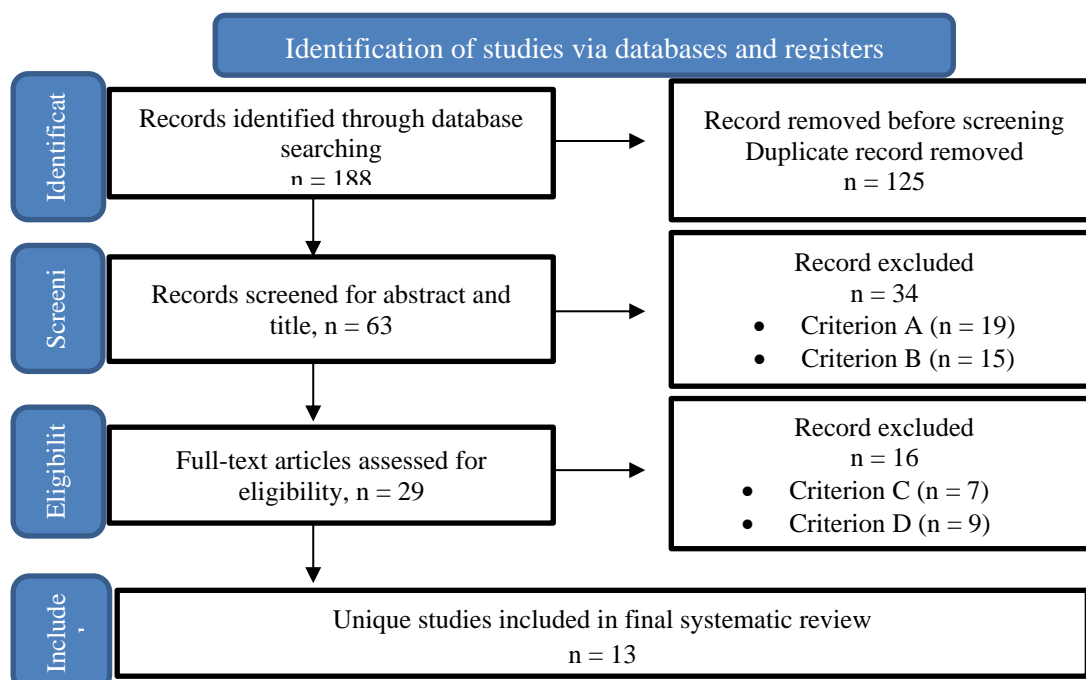 Identification of studies via databases and registers
Identificat
Records identified through database
searching
n = 188
Record removed before screening
Duplicate record removed
n = 125
Screeni
Records screened for abstract and
title, n = 63
Record excluded
n = 34
• Criterion A (n = 19)
• Criterion B (n = 15)
Eligibilit
Full-text articles assessed for
eligibility, n = 29
Record excluded
n = 16
• Criterion C (n = 7)
• Criterion D (n = 9)
Include
Unique studies included in final systematic review
n = 13